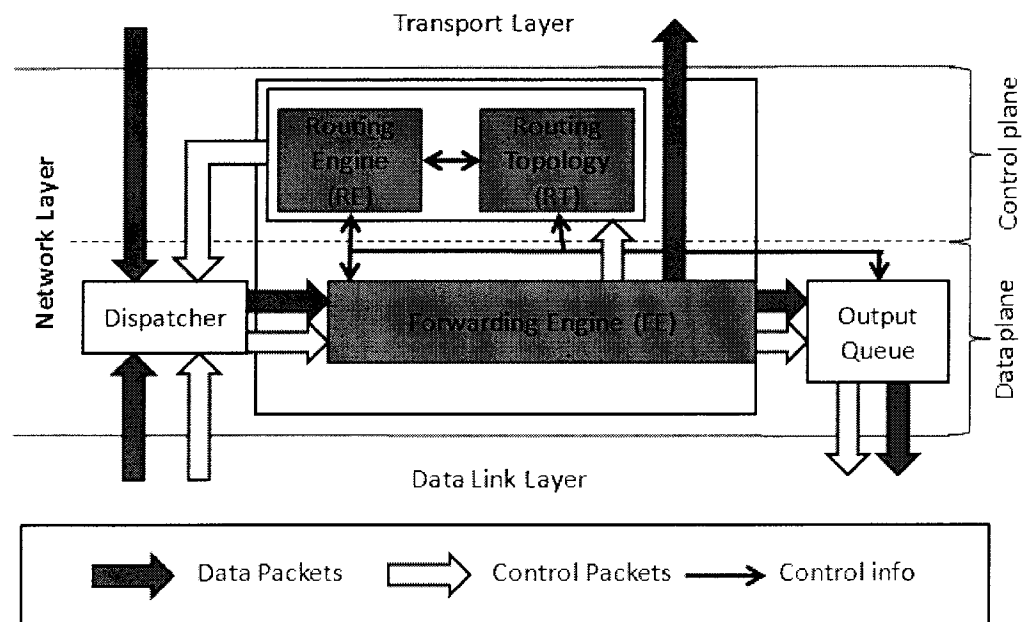 Transport Layer
Routing
Engine
(RE)
Routing
Topology
(RT)
Control plane
Network Layer
Dispatcher
Forwarding Engine (FE)
Output
Queue
Data plane
Data Link Layer
Data Packets
Control Packets
Control info